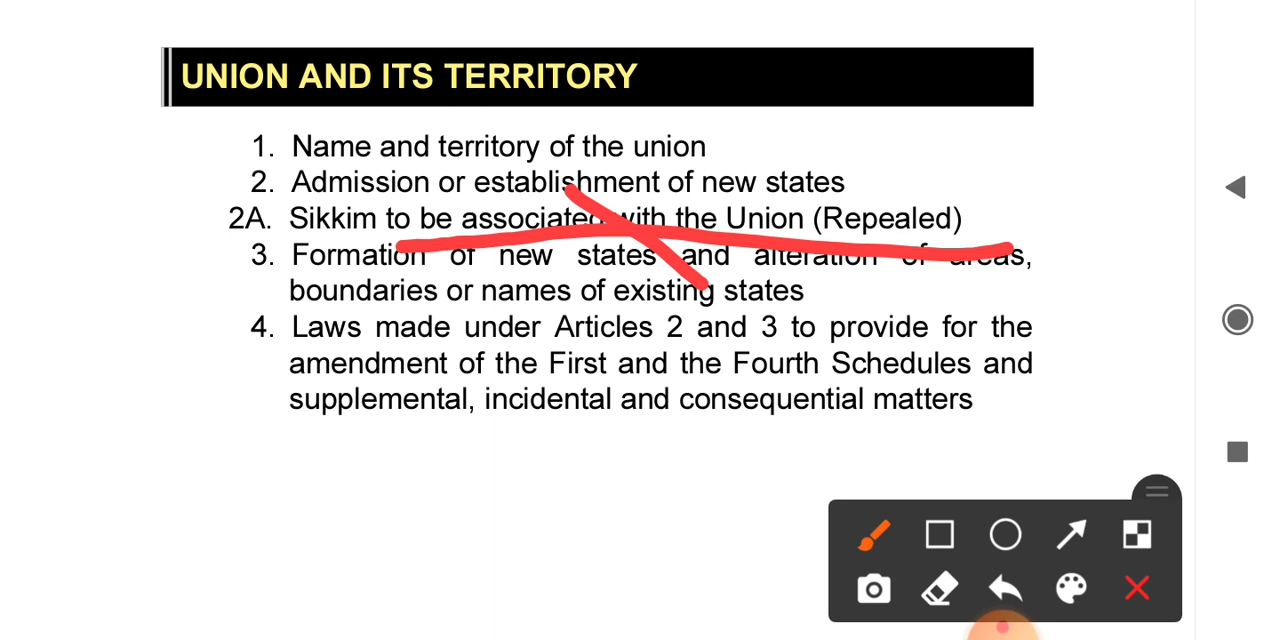 UNION AND ITS TERRITORY
1. Name and territory of the union
2. Admission or establishment of new states
2A. Sikkim to be associated with the Union (Repealed)
3. Formation of new states and alteration of areas,
boundaries or names of existing states
4. Laws made under Articles 2 and 3 to provide for the
amendment of the First and the Fourth Schedules and
supplemental, incidental and consequential matters